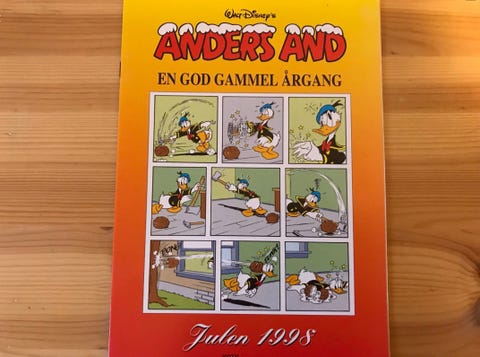 Walt Disney's
ANDERS AND
EN GOD GAMMEL ÅRGANG
Julen 1998